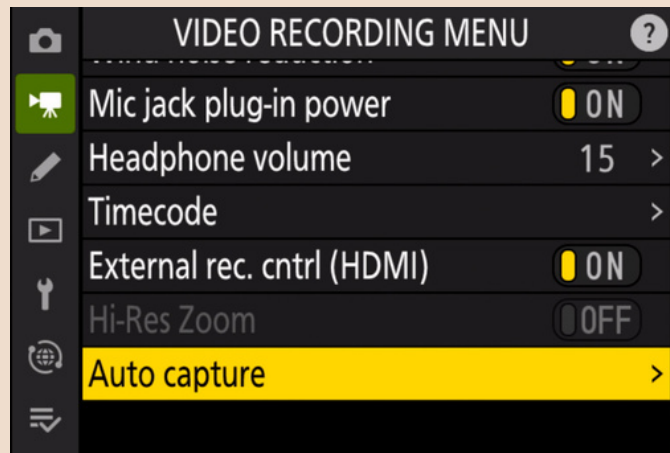 VIDEO RECORDING MENU ?
Mic jack plug-in power ON
Headphone volume 15 >
Timecode >
External rec. cntrl (HDMI) ON
Hi-Res Zoom OFF
Auto capture >